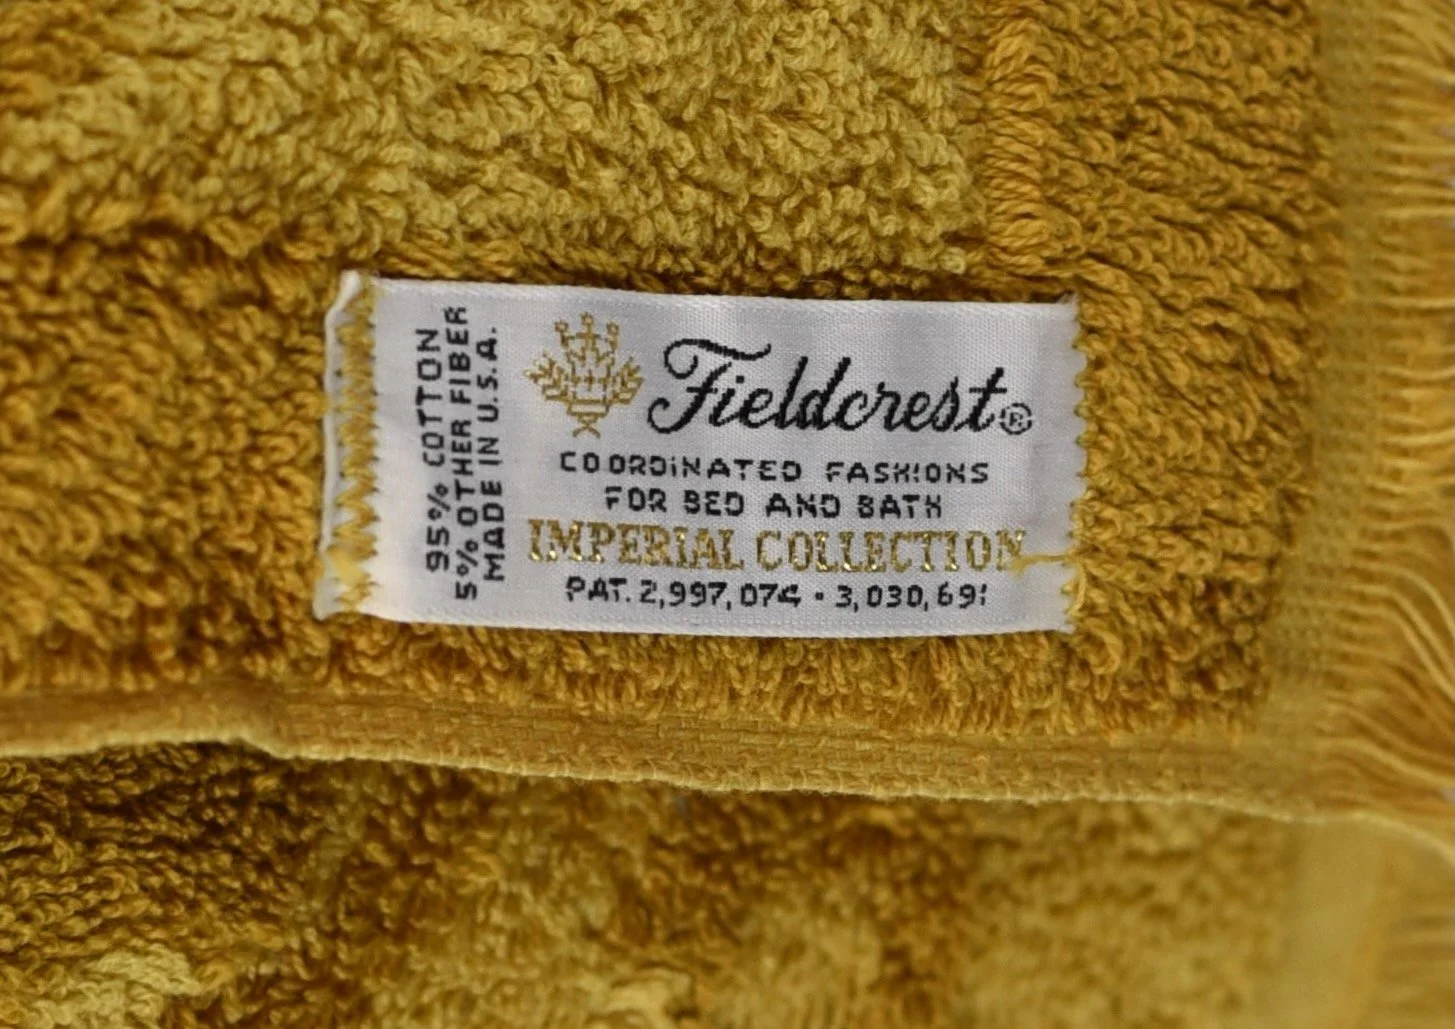 95% COTTON
5% OTHER FIBER
MADE IN U.S.A.
Fieldcrest®
COORDINATED FASHIONS
FOR BED AND BATH
IMPERIAL COLLECTION
PAT. 2,997,074 • 3,030,691